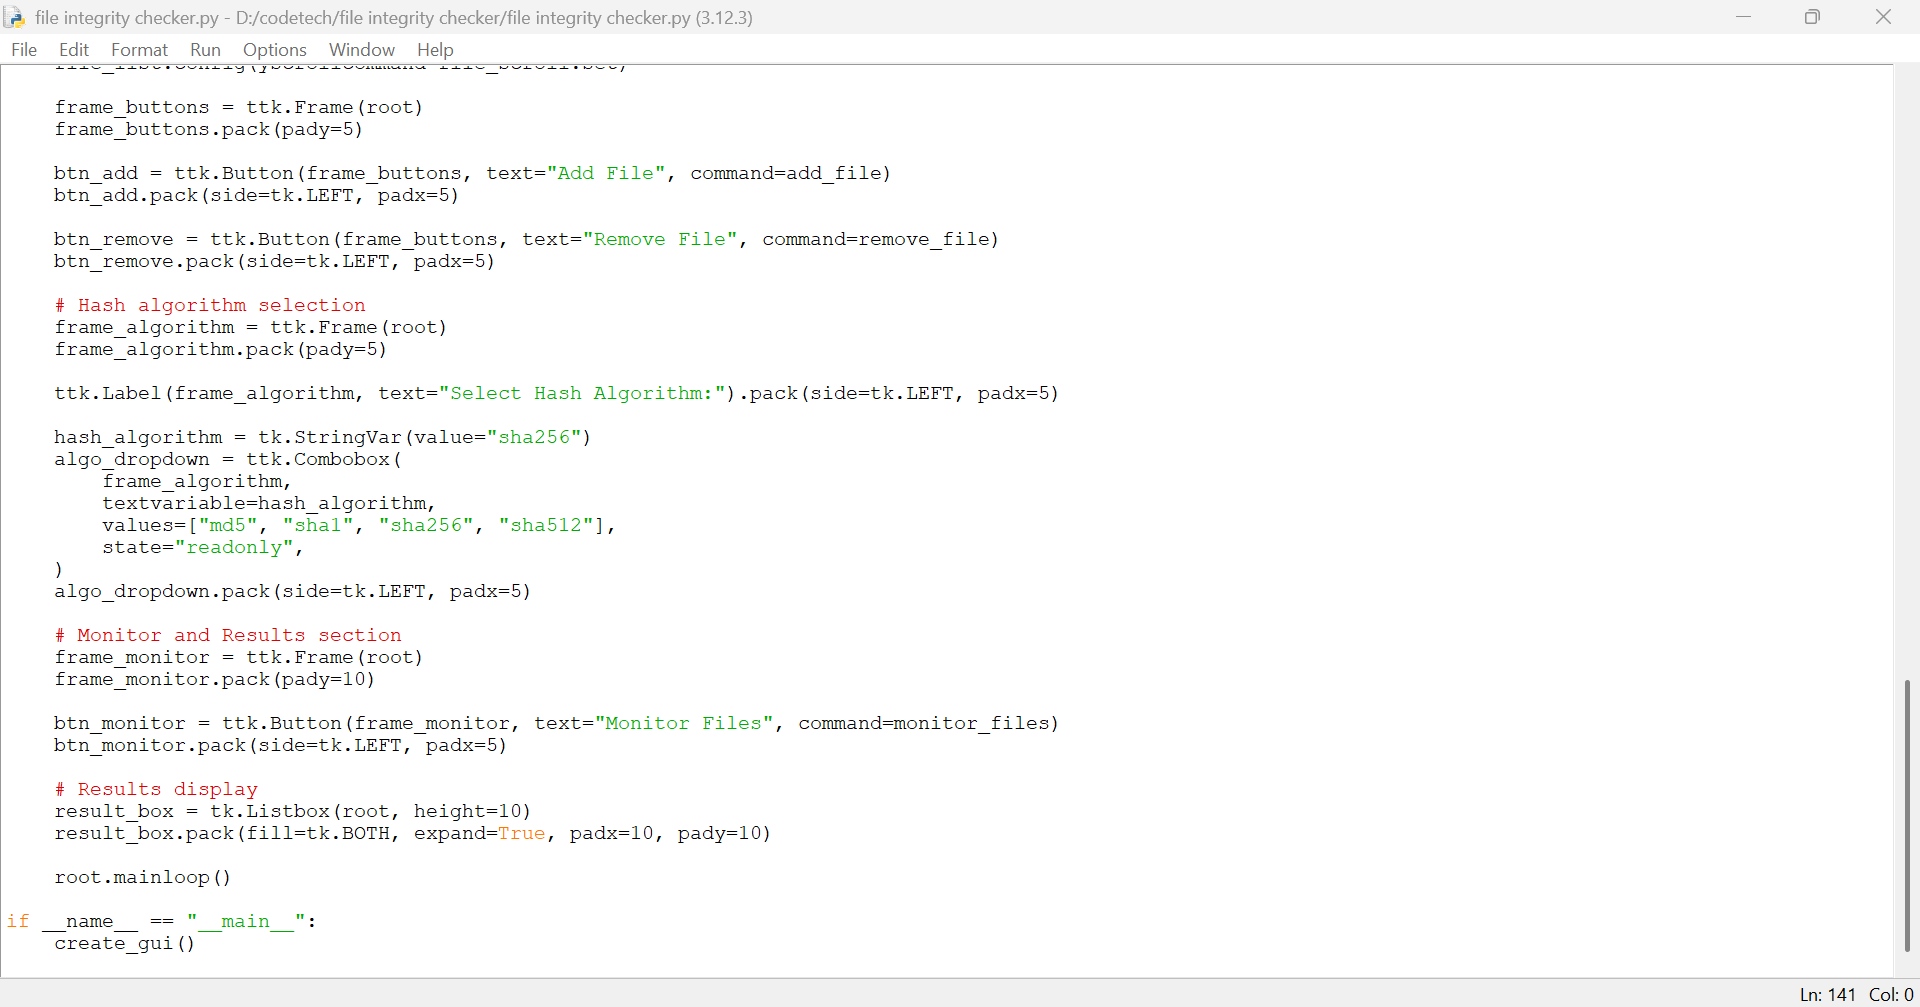 file integrity checker.py - D:/codetech/file integrity checker/file integrity checker.py (3.12.3)
File Edit Format Run Options Window Help
file_list.config(yscrollcommand=file_scroll.set)
frame_buttons = ttk.Frame(root)
frame_buttons.pack(pady=5)
btn_add = ttk.Button(frame_buttons, text="Add File", command=add_file)
btn_add.pack(side=tk.LEFT, padx=5)
btn_remove = ttk.Button(frame_buttons, text="Remove File", command=remove_file)
btn_remove.pack(side=tk.LEFT, padx=5)
# Hash algorithm selection
frame_algorithm = ttk.Frame(root)
frame_algorithm.pack(pady=5)
ttk.Label(frame_algorithm, text="Select Hash Algorithm:").pack(side=tk.LEFT, padx=5)
hash_algorithm = tk.StringVar(value="sha256")
algo_dropdown = ttk.Combobox(
frame_algorithm,
textvariable=hash_algorithm,
values=["md5", "sha1", "sha256", "sha512"],
state="readonly",
)
algo_dropdown.pack(side=tk.LEFT, padx=5)
# Monitor and Results section
frame_monitor = ttk.Frame(root)
frame_monitor.pack(pady=10)
btn_monitor = ttk.Button(frame_monitor, text="Monitor Files", command=monitor_files)
btn_monitor.pack(side=tk.LEFT, padx=5)
# Results display
result_box = tk.Listbox(root, height=10)
result_box.pack(fill=tk.BOTH, expand=True, padx=10, pady=10)
root.mainloop()
if __name__ == "__main__":
create_gui()
Ln: 141 Col: 0